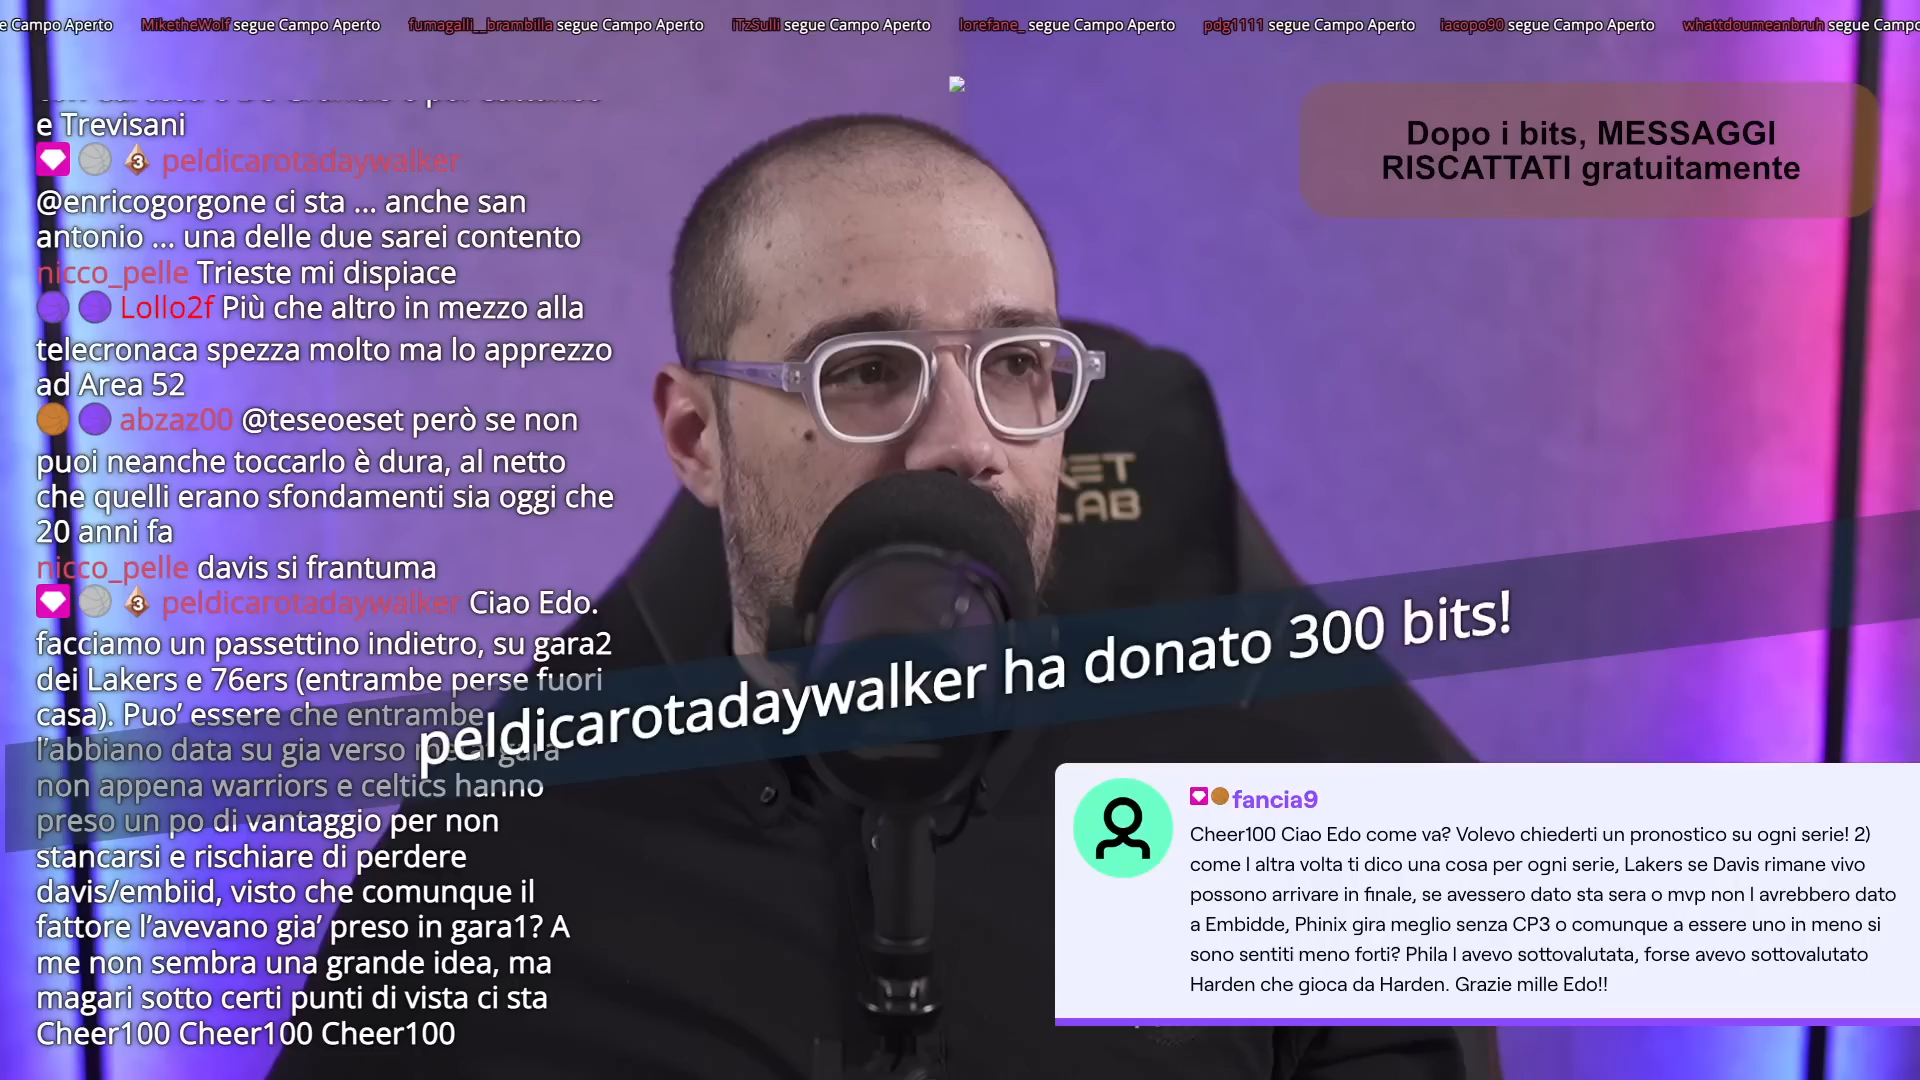 e Campo Aperto MiketheWolf segue Campo Aperto fumagalli__brambilla segue Campo Aperto iTzSulli segue Campo Aperto lorefane_ segue Campo Aperto pdg1111 segue Campo Aperto iacopo90 segue Campo Aperto whattdoumeanbruh segue Campo
Dopo i bits, MESSAGGI
RISCATTATI gratuitamente
e Trevisani
3 peldicarotadaywalker
@enricogorgone ci sta ... anche san
antonio ... una delle due sarei contento
nicco_pelle Trieste mi dispiace
Lollo2f Più che altro in mezzo alla
telecronaca spezza molto ma lo apprezzo
ad Area 52
abzaz00 @teseoeset però se non
puoi neanche toccarlo è dura, al netto
che quelli erano sfondamenti sia oggi che
20 anni fa
nicco_pelle davis si frantuma
3 peldicarotadaywalker Ciao Edo.
facciamo un passettino indietro, su gara2
dei Lakers e 76ers (entrambe perse fuori
casa). Puo’ essere che entrambe
l’abbiano data su gia verso meta’ gara
non appena warriors e celtics hanno
preso un po di vantaggio per non
stancarsi e rischiare di perdere
davis/embiid, visto che comunque il
fattore l’avevano gia’ preso in gara1? A
me non sembra una grande idea, ma
magari sotto certi punti di vista ci sta
Cheer100 Cheer100 Cheer100
KET
LAB
peldicarotadaywalker ha donato 300 bits!
fancia9
Cheer100 Ciao Edo come va? Volevo chiederti un pronostico su ogni serie! 2)
come l altra volta ti dico una cosa per ogni serie, Lakers se Davis rimane vivo
possono arrivare in finale, se avessero dato sta sera o mvp non l avrebbero dato
a Embidde, Phinix gira meglio senza CP3 o comunque a essere uno in meno si
sono sentiti meno forti? Phila l avevo sottovalutata, forse avevo sottovalutato
Harden che gioca da Harden. Grazie mille Edo!!